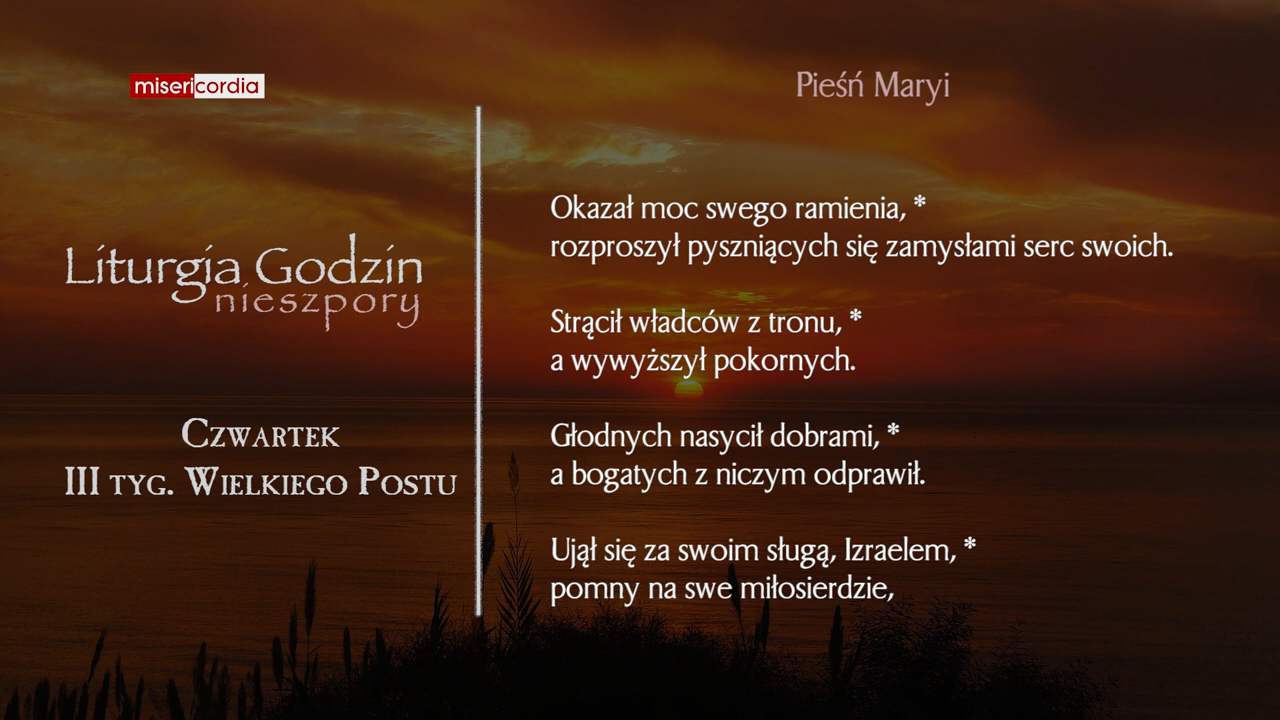 misericordia
Liturgia Godzin
nieszpory
Czwartek
III tyg. Wielkiego Postu
Pieśń Maryi
Okazał moc swego ramienia, *
rozproszył pyszniących się zamysłami serc swoich.
Strącił władców z tronu, *
a wywyższył pokornych.
Głodnych nasycił dobrami, *
a bogatych z niczym odprawił.
Ujął się za swoim sługą, Izraelem, *
pomny na swe miłosierdzie,